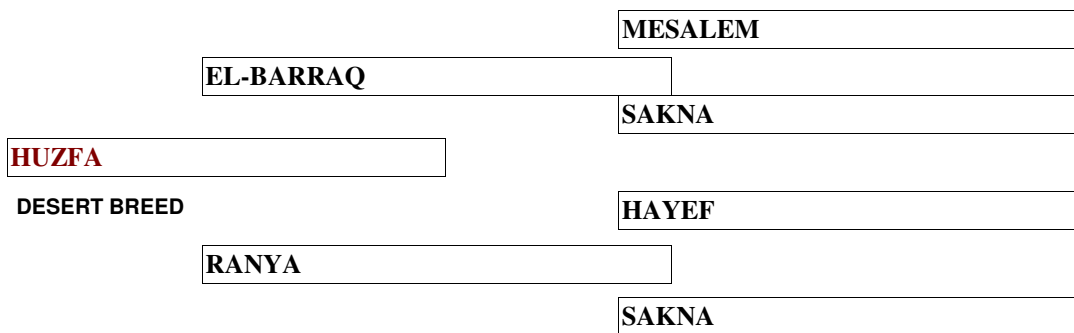 MESALEM
EL-BARRAQ
SAKNA
HUZFA
DESERT BREED
HAYEF
RANYA
SAKNA